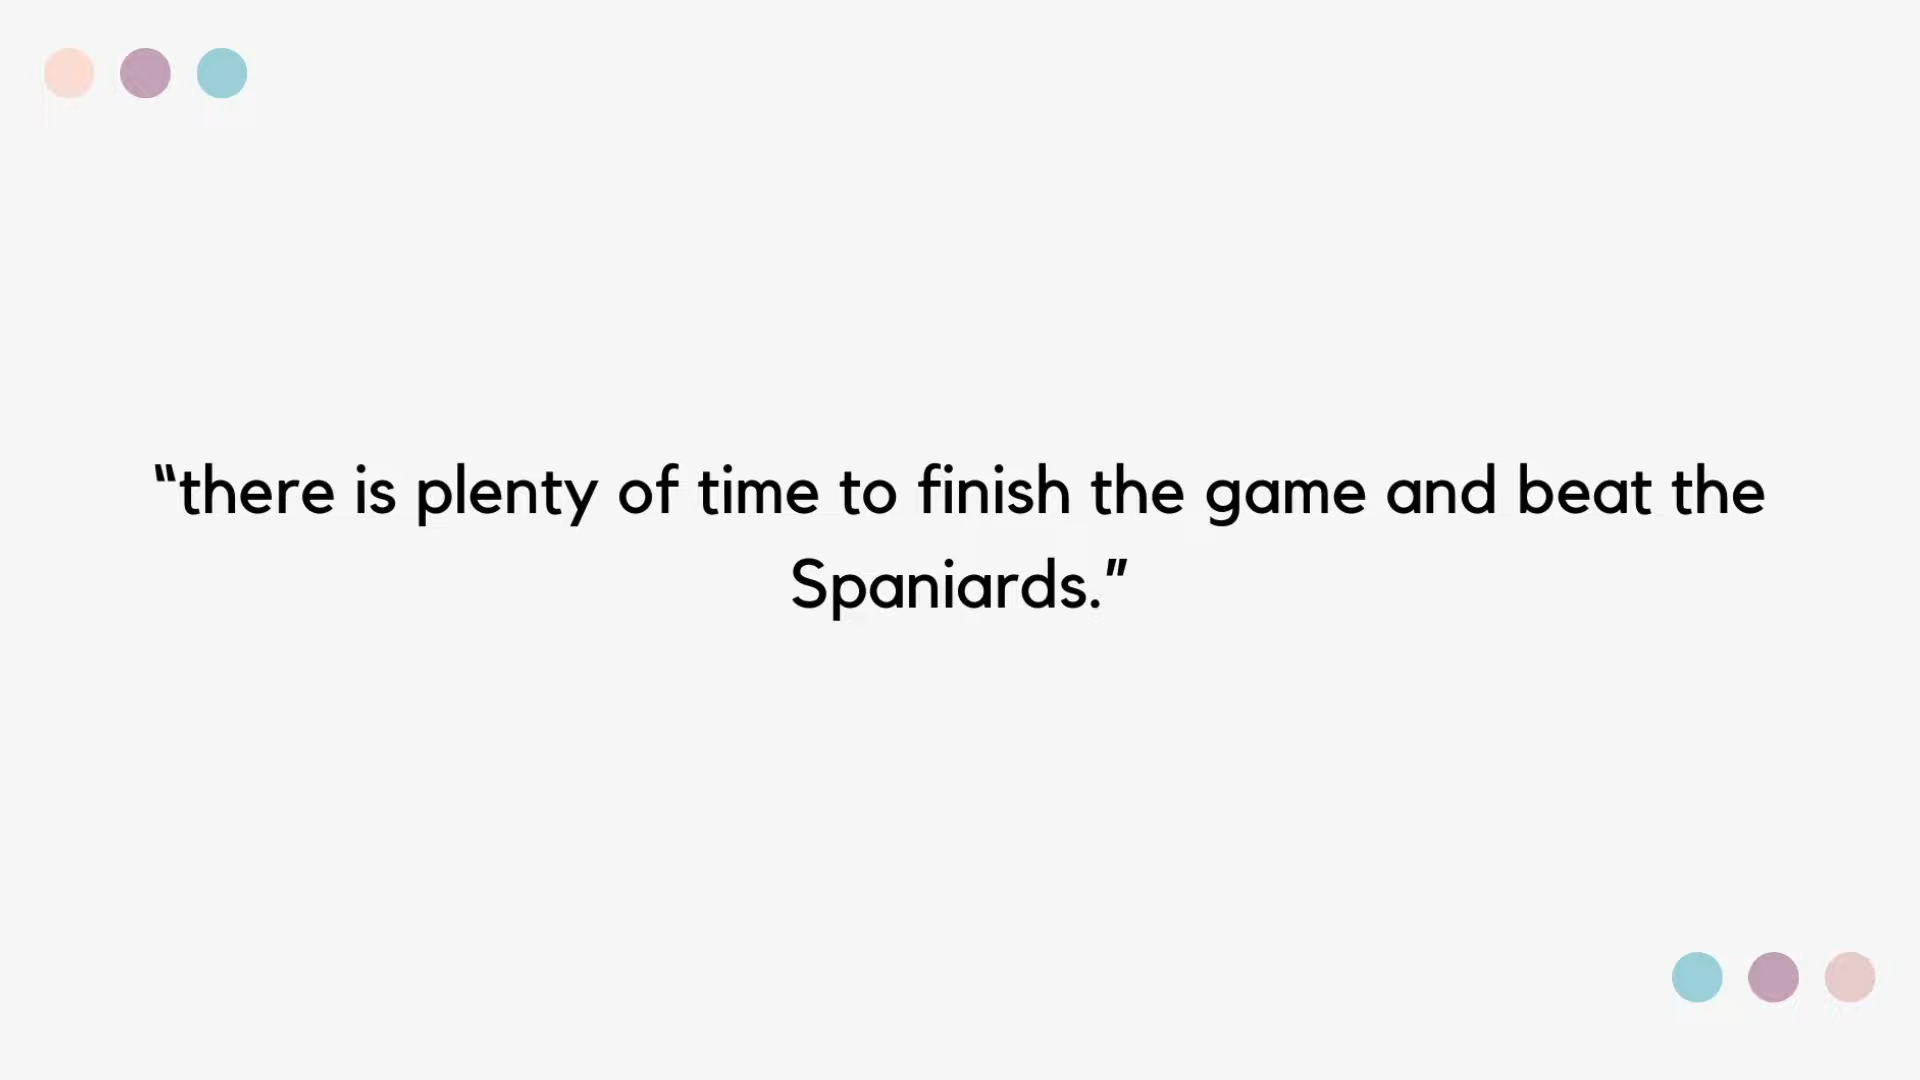 “there is plenty of time to finish the game and beat the
Spaniards.”